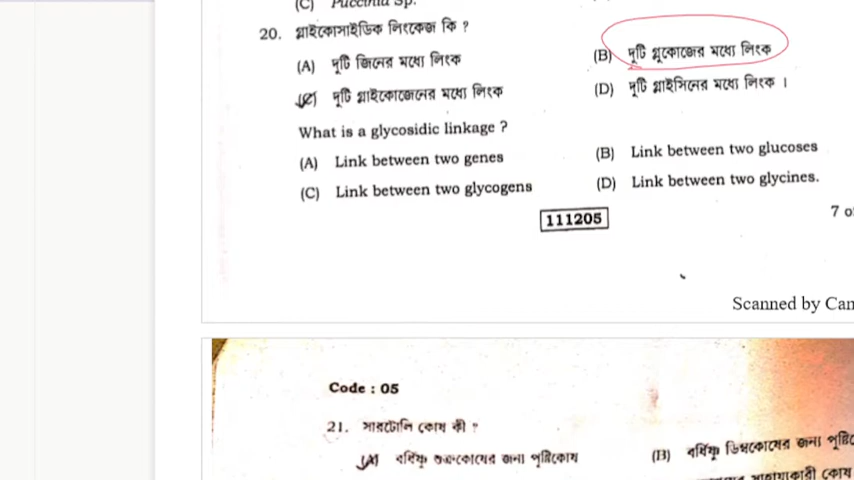 (C) Puccinia Sp.
20. গ্লাইকোসাইডিক লিংকেজ কি ?
(A) দুটি জিনের মধ্যে লিংক
(B) দুটি গ্লুকোজের মধ্যে লিংক
(C) দুটি গ্লাইকোজেনের মধ্যে লিংক
(D) দুটি গ্লাইসিনের মধ্যে লিংক ।
What is a glycosidic linkage ?
(A) Link between two genes
(B) Link between two glucoses
(C) Link between two glycogens
(D) Link between two glycines.
111205
7 o
Scanned by Can
Code : 05
21. সারটোলি কোষ কী ?
(A) বর্ধিষ্ণু শুক্রকোষের জন্য পুষ্টিকোষ
(B) বর্ধিষ্ণু ডিম্বকোষের জন্য পুষ্টি
সাহায্যকারী কোষ